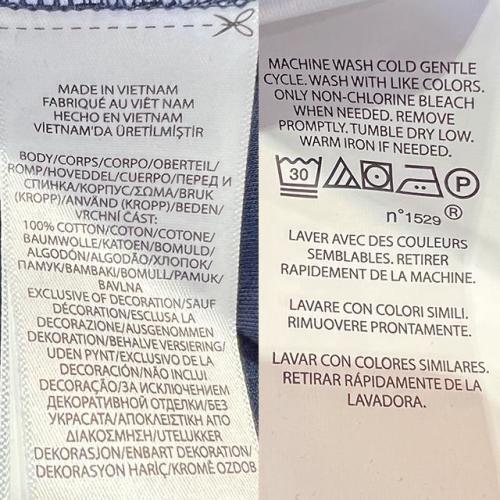 MADE IN VIETNAM
FABRIQUÉ AU VIÊT NAM
HECHO EN VIETNAM
VIETNAM'DA ÜRETİLMİŞTİR
BODY/CORPS/CORPO/OBERTEIL/
ROMP/HOVEDDEL/CUERPO/ПЕРЕД И
СПИНКА/КОРПУС/ΣΩΜΑ/BRUK
(KROPP)/ANVÄND (KROPP)/BEDEN/
VRCHNÍ ČÁST:
100% COTTON/COTON/COTONE/
BAUMWOLLE/KATOEN/BOMULD/
ALGODÓN/ALGODÃO/ХЛОПОК/
ПАМУК/ΒΑΜΒΑΚΙ/BOMULL/PAMUK/
BAVLNA
EXCLUSIVE OF DECORATION/SAUF
DÉCORATION/ESCLUSA LA
DECORAZIONE/AUSGENOMMEN
DEKORATION/BEHALVE VERSIERING/
UDEN PYNT/EXCLUSIVO DE LA
DECORACIÓN/NÃO INCLUI
DECORAÇÃO/ЗА ИСКЛЮЧЕНИЕМ
ДЕКОРАТИВНОЙ ОТДЕЛКИ/БЕЗ
УКРАСАТА/ΑΠΟΚΛΕΙΣΤΙΚΗ ΑΠΟ
ΔΙΑΚΟΣΜΗΣΗ/UTELUKKER
DEKORASJON/ENBART DEKORATION/
DEKORASYON HARİÇ/KROMĚ OZDOB
MACHINE WASH COLD GENTLE
CYCLE. WASH WITH LIKE COLORS.
ONLY NON-CHLORINE BLEACH
WHEN NEEDED. REMOVE
PROMPTLY. TUMBLE DRY LOW.
WARM IRON IF NEEDED.
30 P
n°1529 ®
LAVER AVEC DES COULEURS
SEMBLABLES. RETIRER
RAPIDEMENT DE LA MACHINE.
LAVARE CON COLORI SIMILI.
RIMUOVERE PRONTAMENTE.
LAVAR CON COLORES SIMILARES.
RETIRAR RÁPIDAMENTE DE LA
LAVADORA.